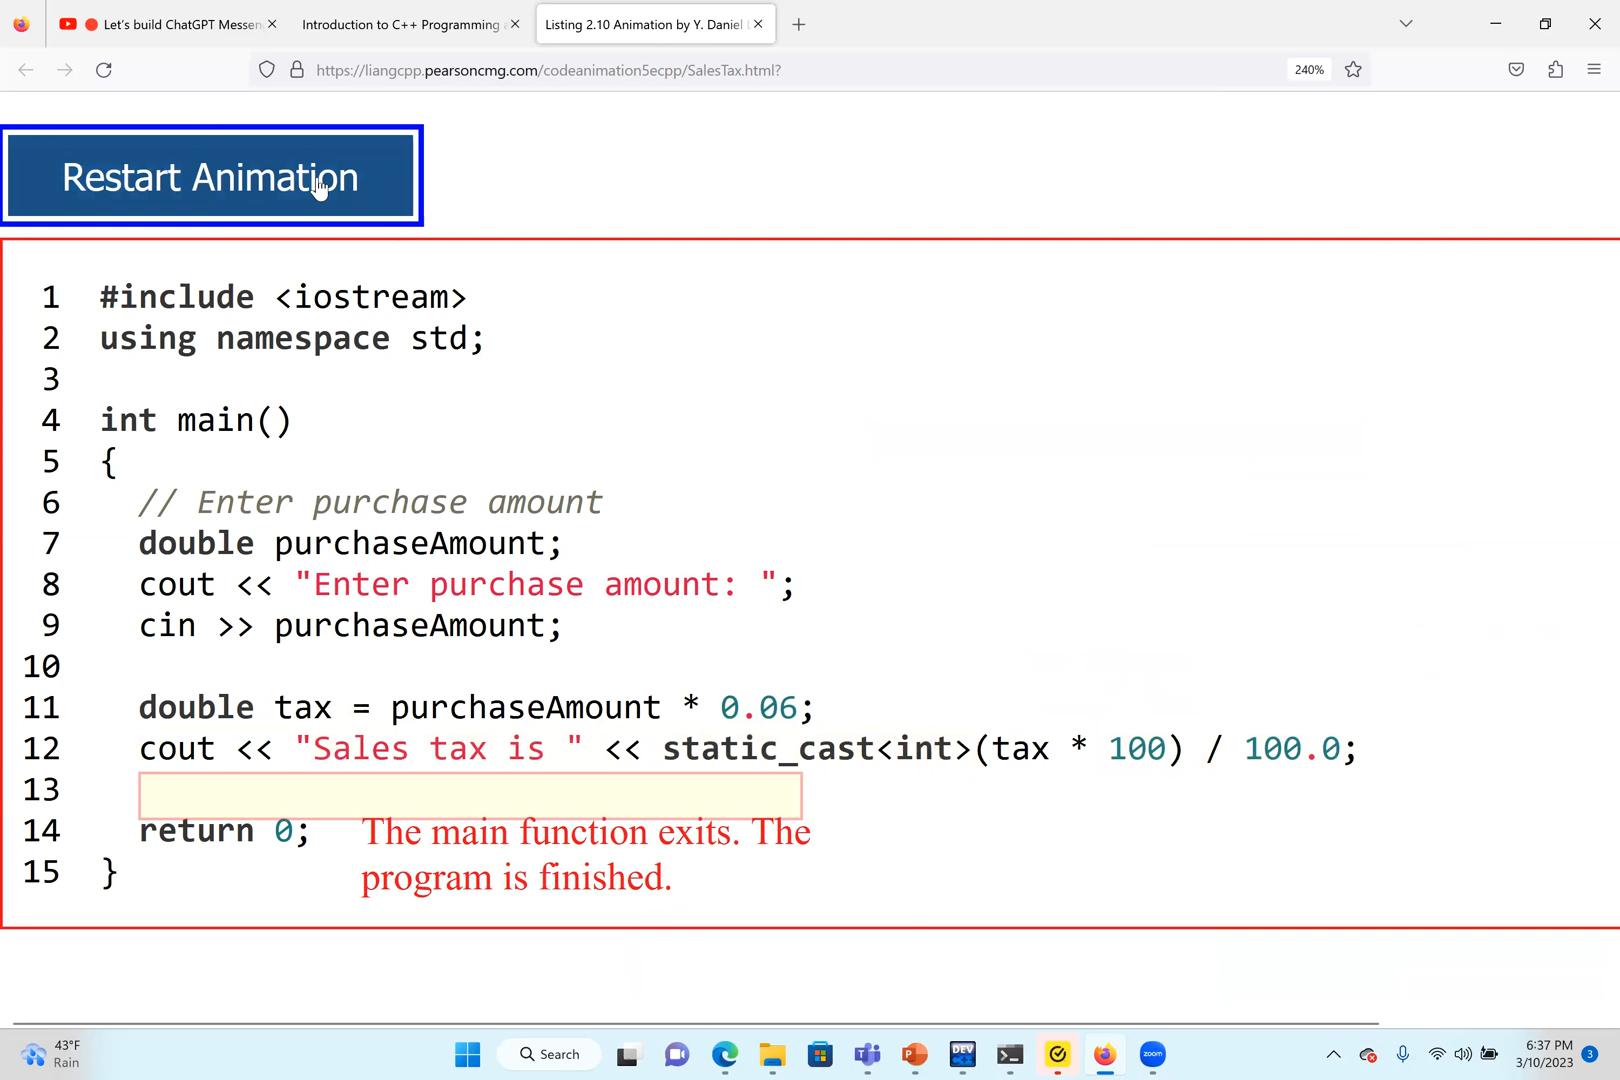 Let's build ChatGPT Messen
Introduction to C++ Programming
Listing 2.10 Animation by Y. Daniel
https://liangcpp.pearsoncmg.com/codeanimation5ecpp/SalesTax.html?
240%
Restart Animation
1 #include <iostream>
2 using namespace std;
3
4 int main()
5 {
6 // Enter purchase amount
7 double purchaseAmount;
8 cout << "Enter purchase amount: ";
9 cin >> purchaseAmount;
10
11 double tax = purchaseAmount * 0.06;
12 cout << "Sales tax is " << static_cast<int>(tax * 100) / 100.0;
13
14 return 0; The main function exits. The
program is finished.
15 }
43°F
Rain
Search
DEV
zoom
6:37 PM
3/10/2023
3